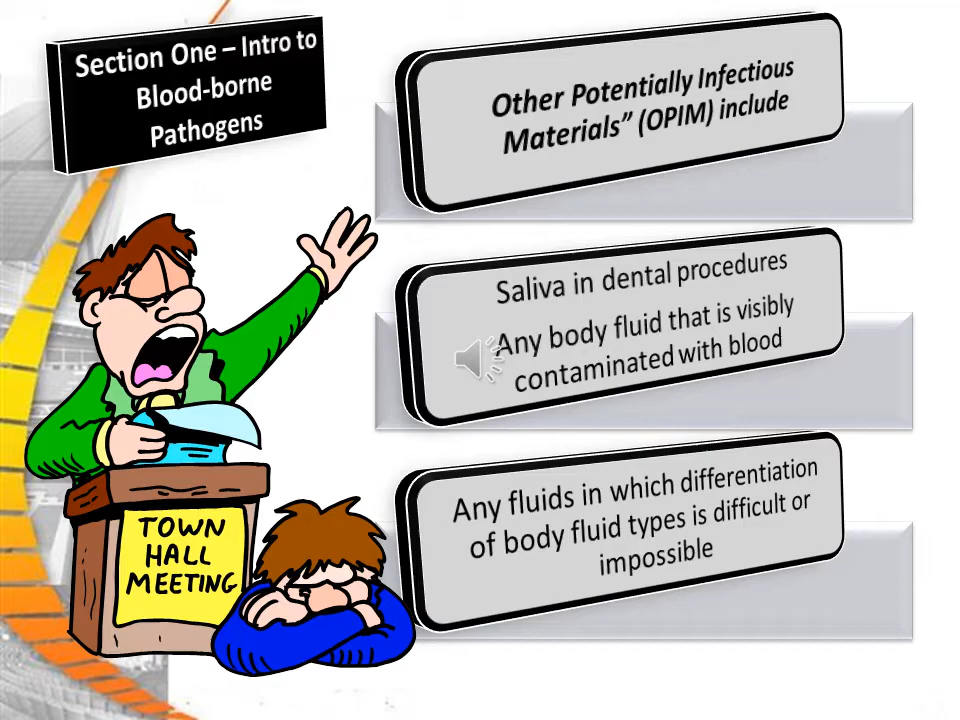 Section One – Intro to
Blood-borne
Pathogens
Other Potentially Infectious
Materials” (OPIM) include
Saliva in dental procedures
Any body fluid that is visibly
contaminated with blood
Any fluids in which differentiation
of body fluid types is difficult or
impossible
TOWN
HALL
MEETING